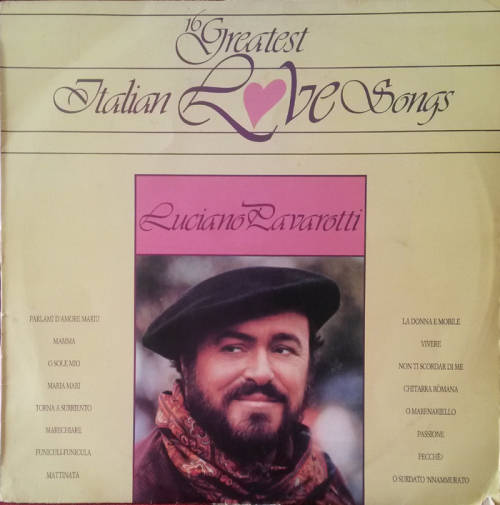 16
Greatest
Italian Love Songs
Luciano Pavarotti
PARLAMI D'AMORE MARIU
MAMMA
O SOLE MIO
MARIA MARI
TORNA A SURRIENTO
MARECHIARE
FUNICULI-FUNICULA
MATTINATA
LA DONNA E MOBILE
VIVERE
NON TI SCORDAR DI ME
CHITARRA ROMANA
O MARENARIELLO
PASSIONE
PECCHÈ?
O SURDATO 'NNAMMURATO